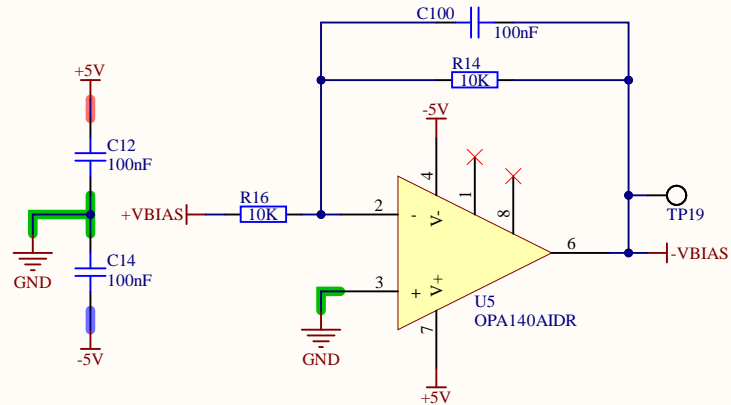 C100
100nF
+5V
R14
10K
-5V
C12
100nF
4
1
8
R16
+VBIAS
10K
2
-
V-
TP19
6
-VBIAS
C14
100nF
GND
3
+
V+
U5
OPA140AIDR
7
GND
-5V
+5V